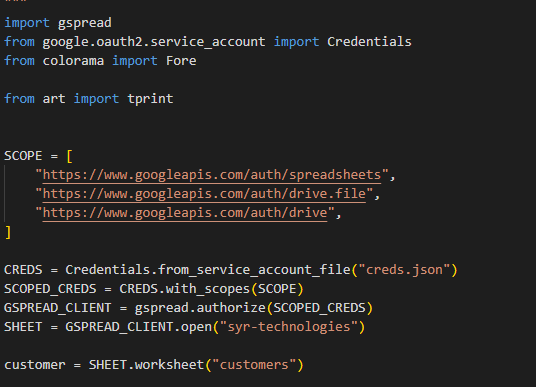 import gspread
from google.oauth2.service_account import Credentials
from colorama import Fore
from art import tprint
SCOPE = [
    "https://www.googleapis.com/auth/spreadsheets",
    "https://www.googleapis.com/auth/drive.file",
    "https://www.googleapis.com/auth/drive",
]
CREDS = Credentials.from_service_account_file("creds.json")
SCOPED_CREDS = CREDS.with_scopes(SCOPE)
GSPREAD_CLIENT = gspread.authorize(SCOPED_CREDS)
SHEET = GSPREAD_CLIENT.open("syr-technologies")
customer = SHEET.worksheet("customers")